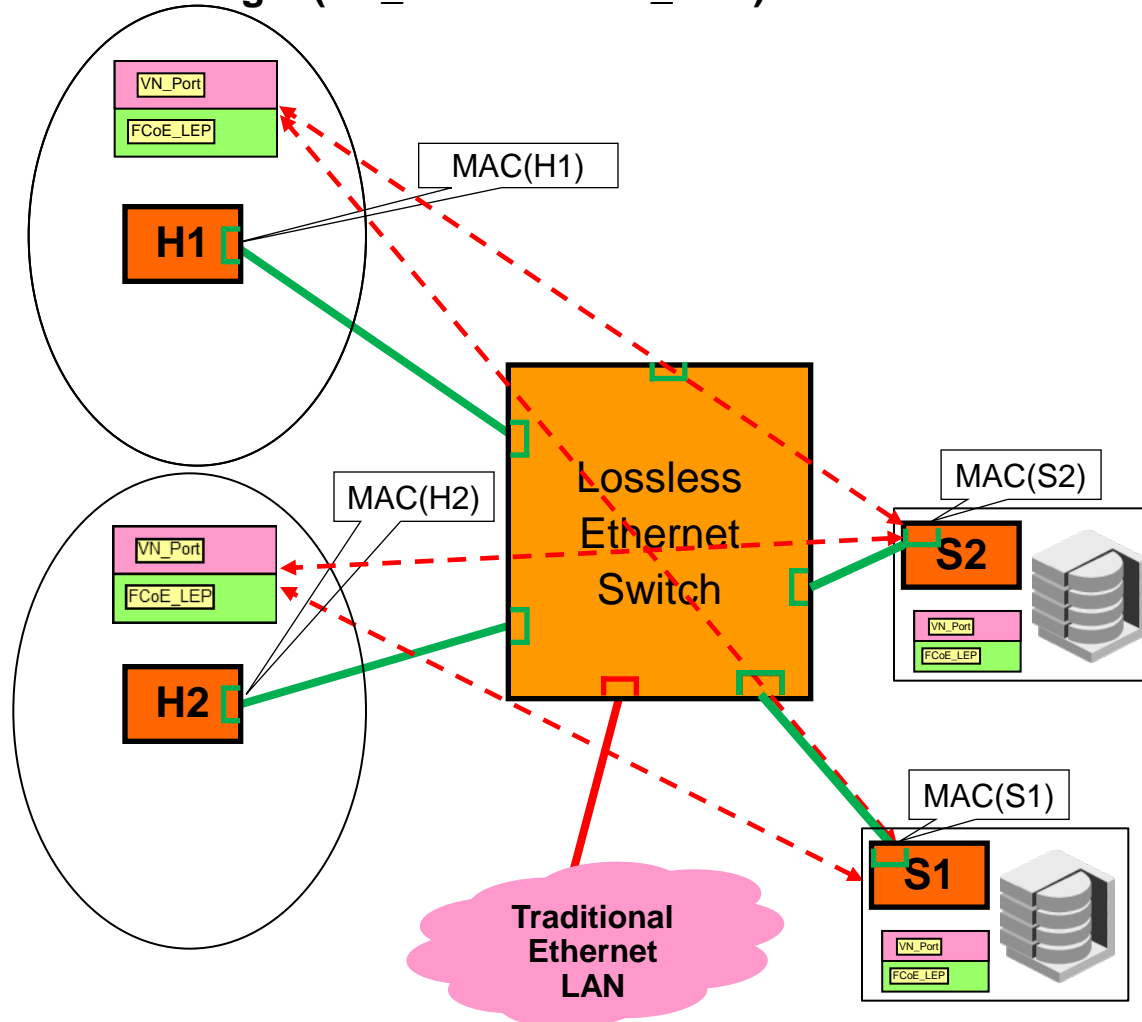 VN_Port
FCoE_LEP
MAC(H1)
H1
Lossless
Ethernet
Switch
MAC(H2)
VN_Port
FCoE_LEP
H2
MAC(S2)
S2
VN_Port
FCoE_LEP
MAC(S1)
S1
VN_Port
FCoE_LEP
Traditional
Ethernet
LAN